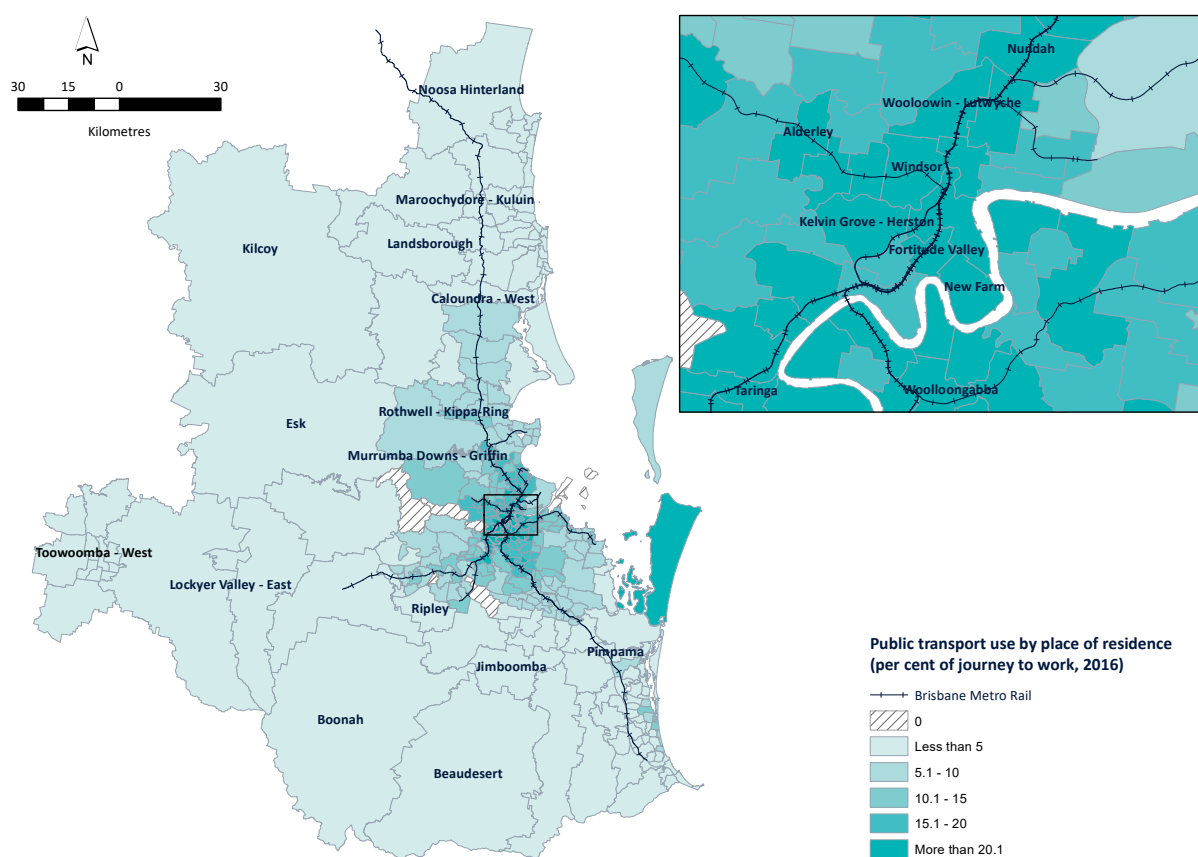 N
30 15 0 30
Kilometres
Noosa Hinterland
Maroochydore - Kuluin
Kilcoy
Landsborough
Caloundra - West
Rothwell - Kippa-Ring
Esk
Murrumba Downs - Griffin
Toowoomba - West
Lockyer Valley - East
Ripley
Jimboomba
Pimpama
Boonah
Beaudesert
Nundah
Wooloowin - Lutwyche
Alderley
Windsor
Kelvin Grove - Herston
Fortitude Valley
New Farm
Taringa
Woolloongabba
Public transport use by place of residence
(per cent of journey to work, 2016)
Brisbane Metro Rail
0
Less than 5
5.1 - 10
10.1 - 15
15.1 - 20
More than 20.1